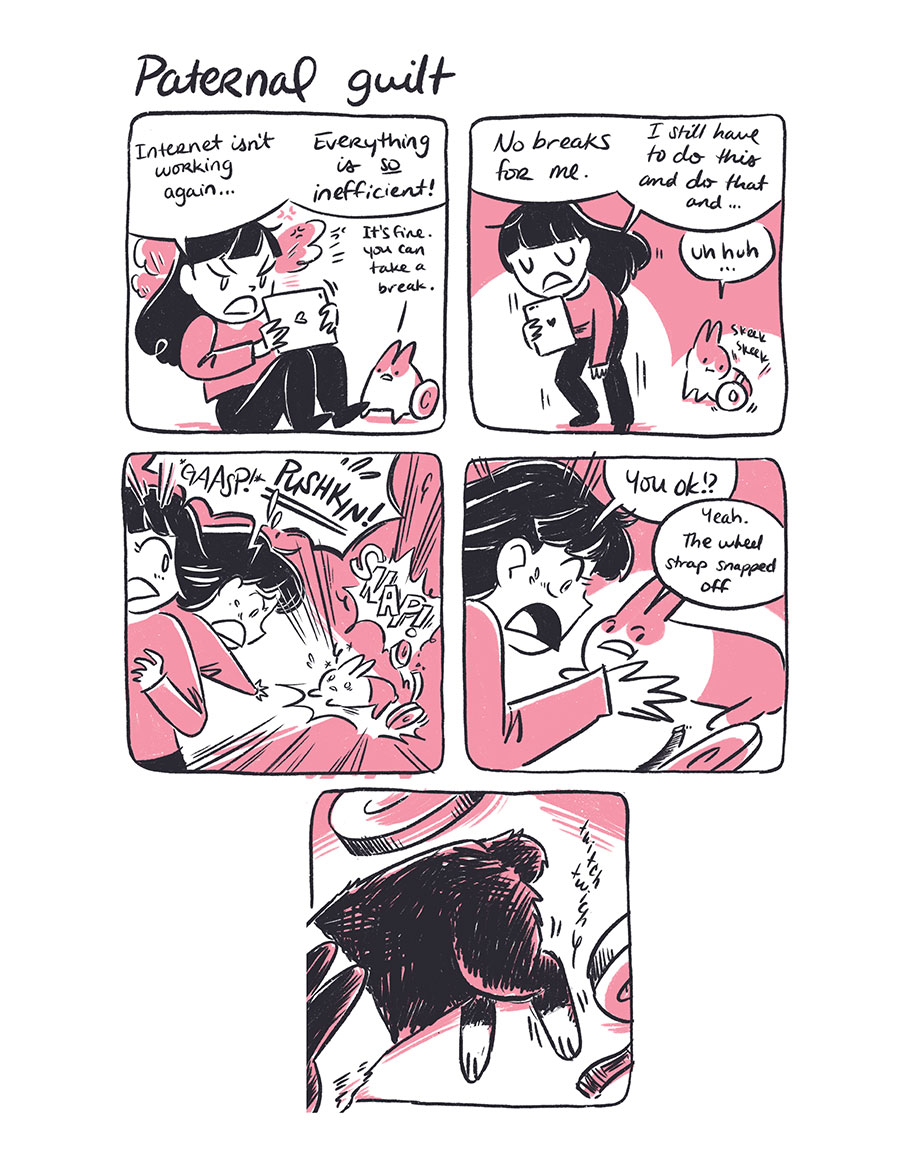 Paternal guilt
Internet isn't
working
again...
Everything
is so
inefficient!
It's fine.
you can
take a
break.
C
No breaks
for me.
I still have
to do this
and do that
and ...
uh huh
...
skeek
skeek
*GAASP!*
PUSHKYN!
SNAP!
You ok!?
Yeah.
The wheel
strap snapped
off
twitch
twitch